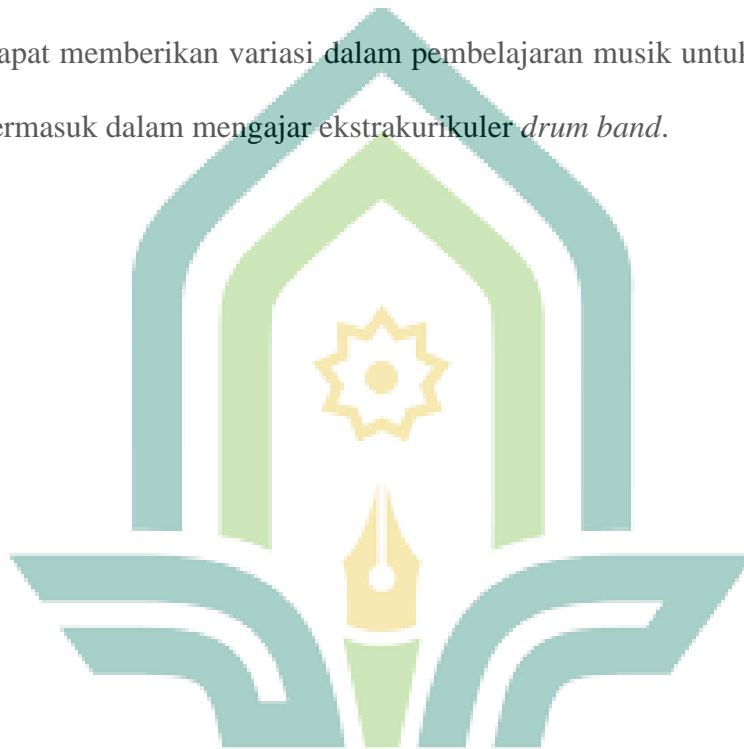 apat memberikan variasi dalam pembelajaran musik untuk
ermasuk dalam mengajar ekstrakurikuler drum band.